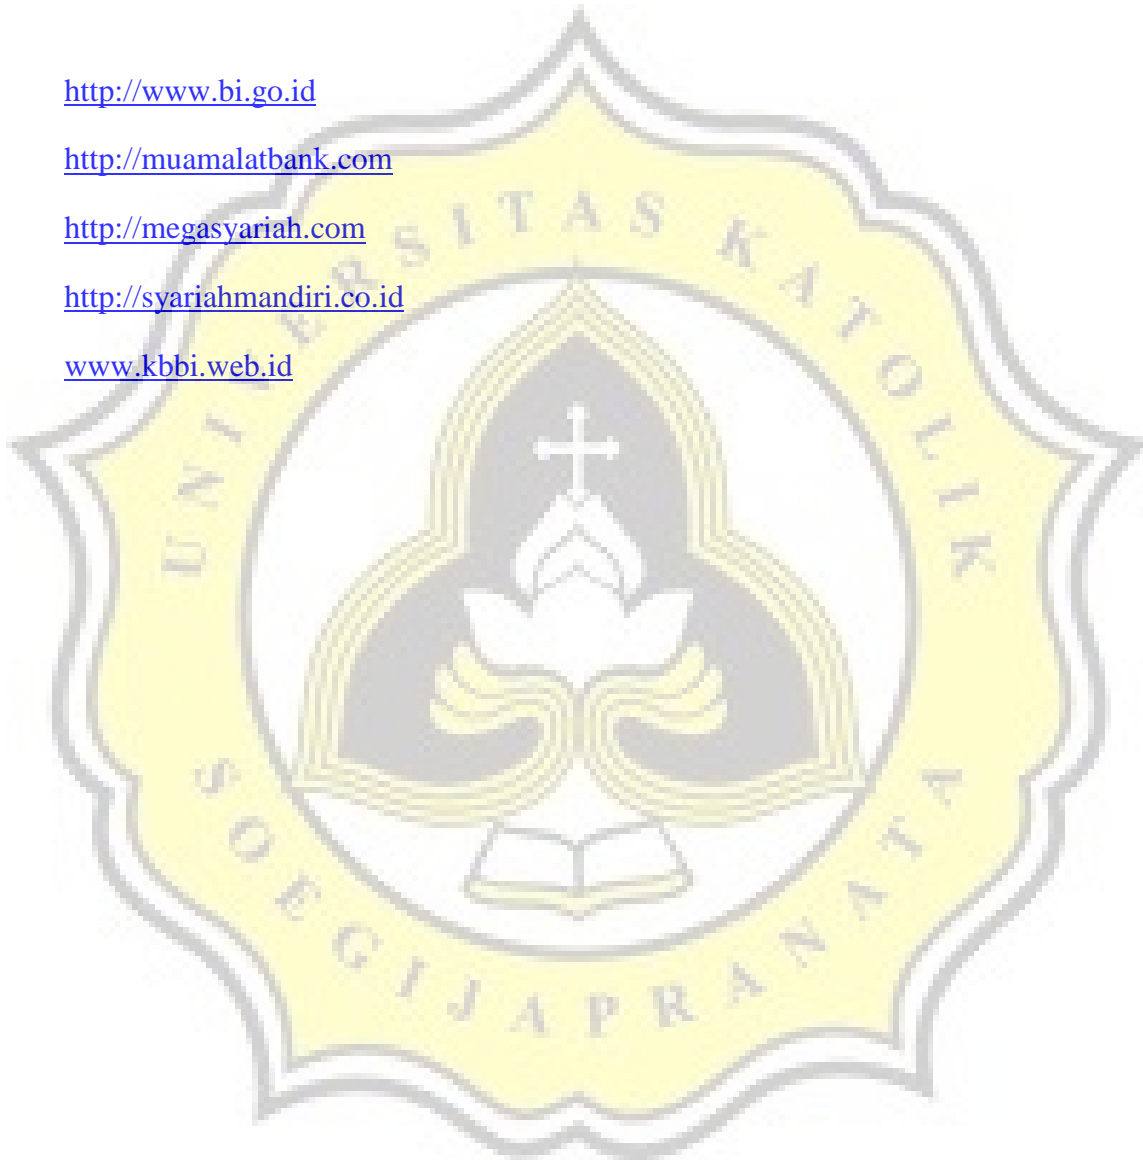 http://www.bi.go.id
http://muamalatbank.com
http://megasyariah.com
http://syariahmandiri.co.id
www.kbbi.web.id
UNIVERSITAS KATOLIK
SOEGIJAPRANATA